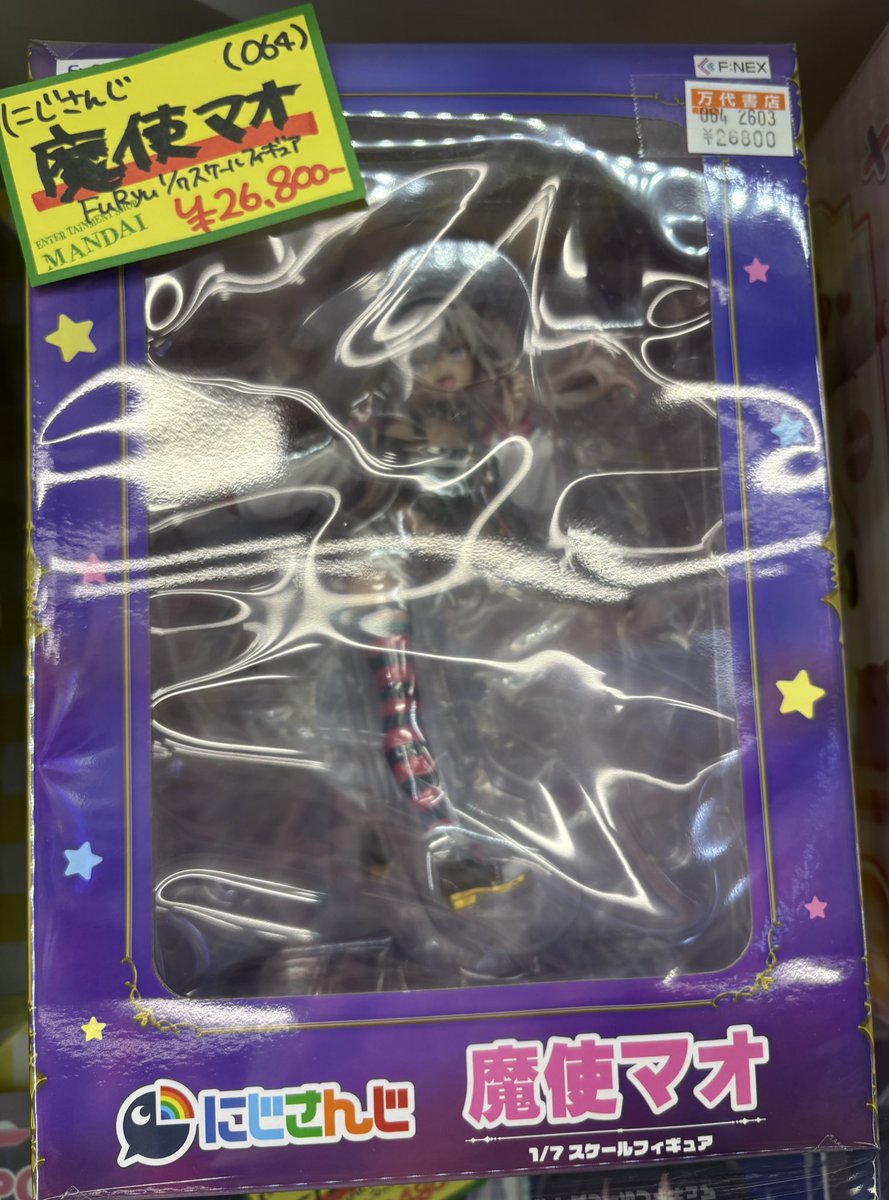 (064)
にじさんじ
魔使マオ
FuRyu 1/7スケールフィギュア
ENTERTAINMENT SHOP
MANDAI
¥26,800-
F:NEX
万代書店
094 2603
¥26800
にじさんじ
魔使マオ
1/7 スケールフィギュア